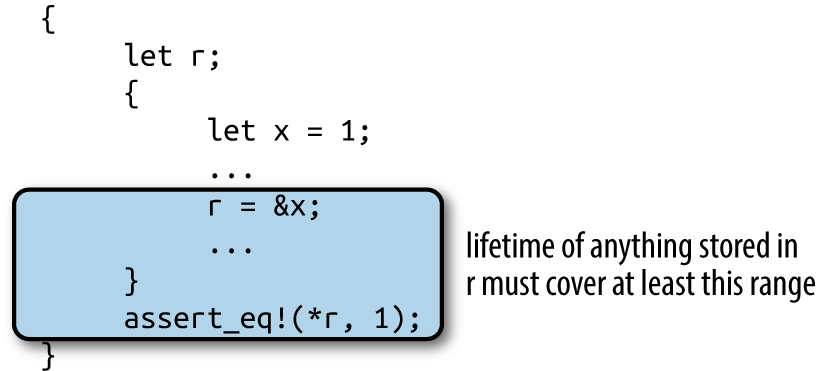 {
let r;
{
let x = 1;
...
r = &x;
...
}
assert_eq!(*r, 1);
}
lifetime of anything stored in
r must cover at least this range